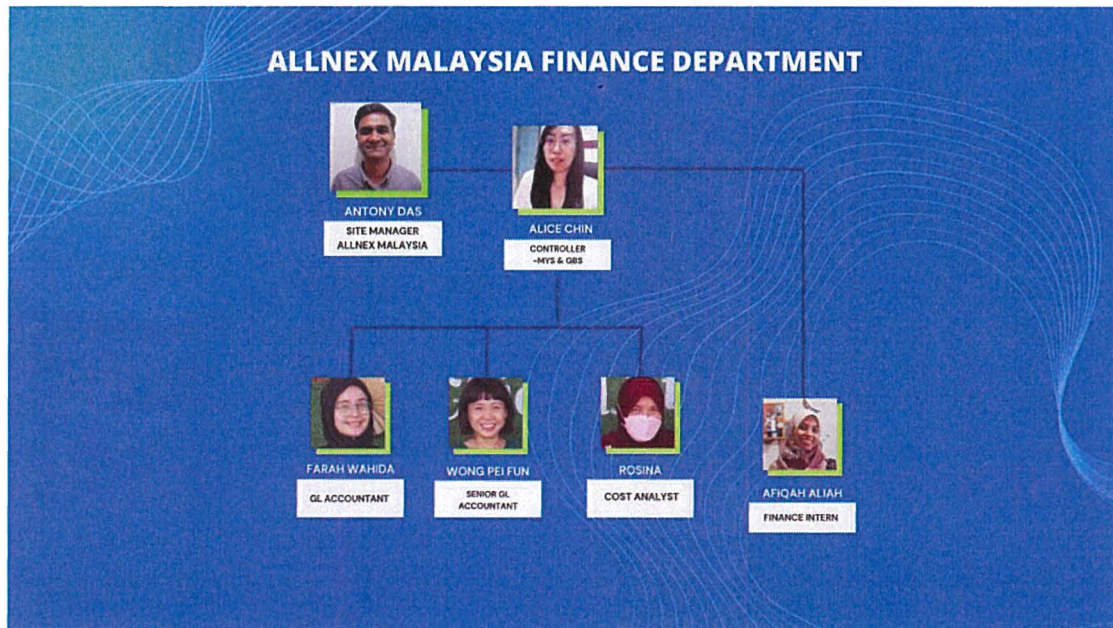 ALLNEX MALAYSIA FINANCE DEPARTMENT
ANTONY DAS
SITE MANAGER
ALLNEX MALAYSIA
ALICE CHIN
CONTROLLER
-MYS & GBS
FARAH WAHIDA
GL ACCOUNTANT
WONG PEI FUN
SENIOR GL
ACCOUNTANT
ROSINA
COST ANALYST
AFIQAH ALIAH
FINANCE INTERN